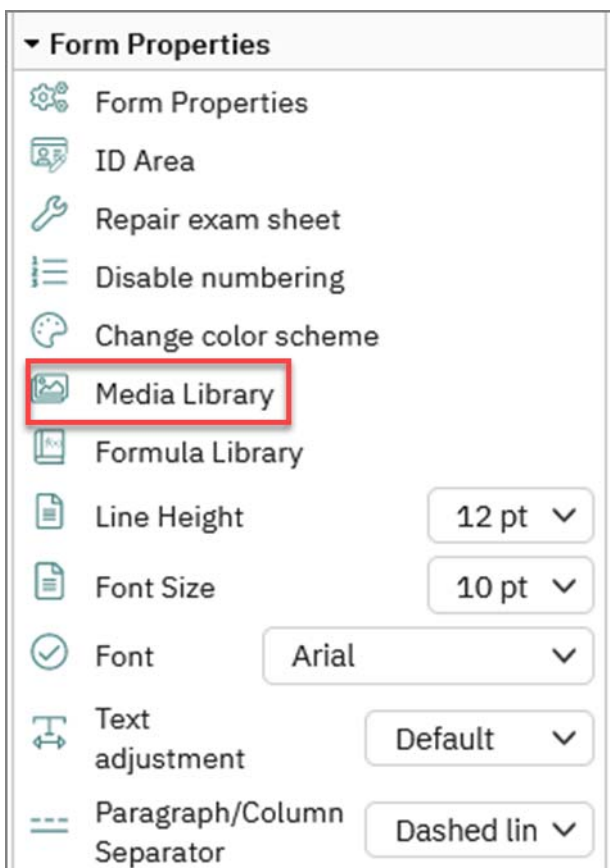 Form Properties
Form Properties
ID Area
Repair exam sheet
Disable numbering
Change color scheme
Media Library
Formula Library
Line Height 12 pt
Font Size 10 pt
Font Arial
Text
adjustment Default
Paragraph/Column
Separator Dashed lin